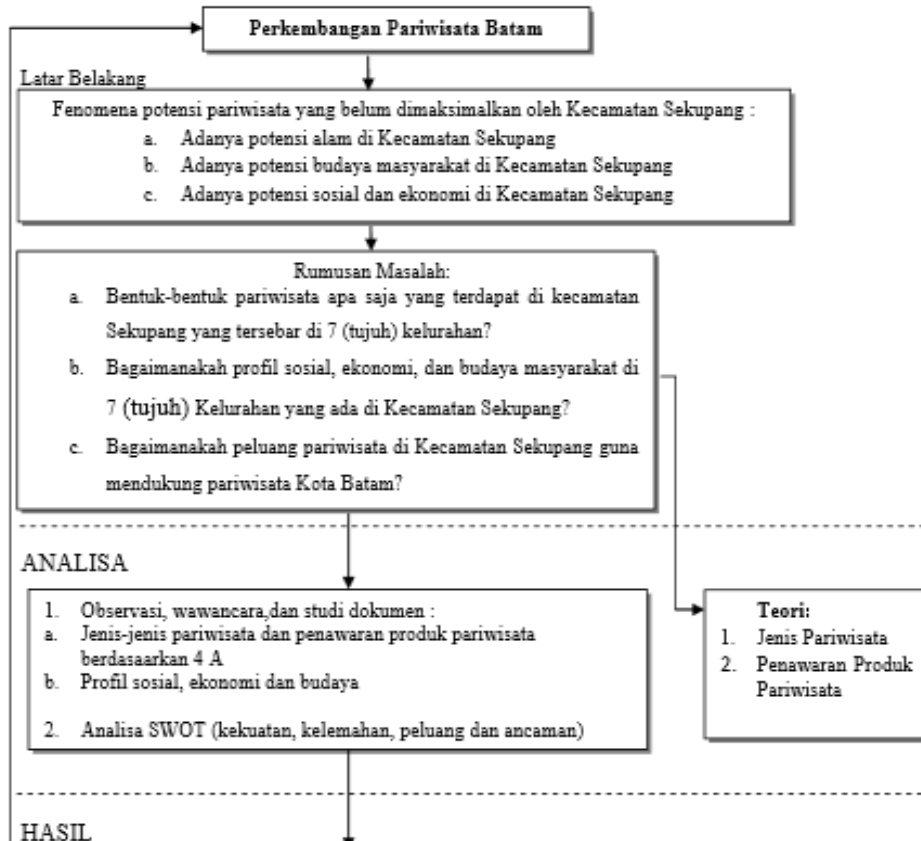 Perkembangan Pariwisata Batam
Latar Belakang
Fenomena potensi pariwisata yang belum dimaksimalkan oleh Kecamatan Sekupang :
a. Adanya potensi alam di Kecamatan Sekupang
b. Adanya potensi budaya masyarakat di Kecamatan Sekupang
c. Adanya potensi sosial dan ekonomi di Kecamatan Sekupang
Rumusan Masalah:
a. Bentuk-bentuk pariwisata apa saja yang terdapat di kecamatan
Sekupang yang tersebar di 7 (tujuh) kelurahan?
b. Bagaimanakah profil sosial, ekonomi, dan budaya masyarakat di
7 (tujuh) Kelurahan yang ada di Kecamatan Sekupang?
c. Bagaimanakah peluang pariwisata di Kecamatan Sekupang guna
mendukung pariwisata Kota Batam?
ANALISA
1. Observasi, wawancara,dan studi dokumen :
a. Jenis-jenis pariwisata dan penawaran produk pariwisata
berdasaarkan 4 A
b. Profil sosial, ekonomi dan budaya
2. Analisa SWOT (kekuatan, kelemahan, peluang dan ancaman)
Teori:
1. Jenis Pariwisata
2. Penawaran Produk
Pariwisata
HASIL